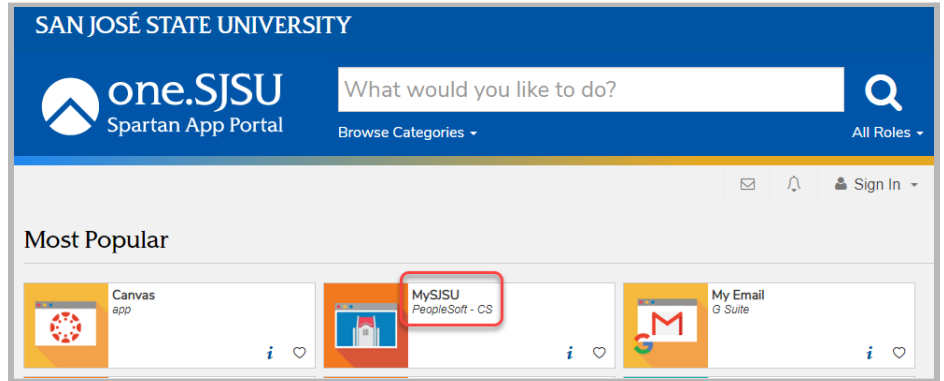 SAN JOSÉ STATE UNIVERSITY
one.SJSU
Spartan App Portal
What would you like to do?
Browse Categories
All Roles
Sign In
Most Popular
Canvas
app
i
MySJSU
PeopleSoft - CS
i
My Email
G Suite
i